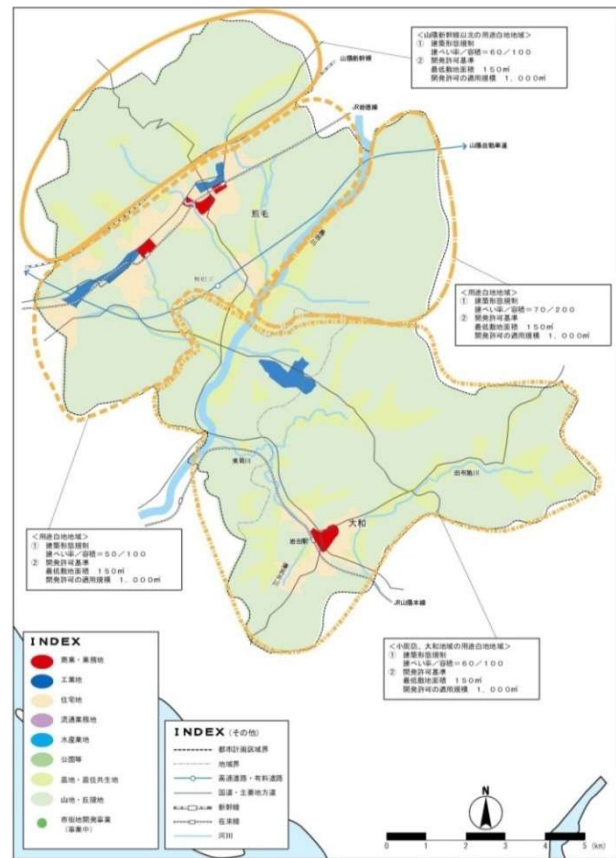 ＜山陽新幹線以北の用途白地地域＞
① 建築形態規制
建ぺい率／容積＝60／100
② 開発許可基準
最低敷地面積 150㎡
開発許可の適用規模 1，000㎡
山陽新幹線
JR岩徳線
山陽自動車道
熊毛
＜用途白地地域＞
① 建築形態規制
建ぺい率／容積＝70／200
② 開発許可基準
最低敷地面積 150㎡
開発許可の適用規模 1，000㎡
田布施川
大和
岩田駅
JR山陽本線
＜用途白地地域＞
① 建築形態規制
建ぺい率／容積＝50／100
② 開発許可基準
最低敷地面積 150㎡
開発許可の適用規模 1，000㎡
＜小周防、大和地域の用途白地地域＞
① 建築形態規制
建ぺい率／容積＝60／100
② 開発許可基準
最低敷地面積 150㎡
開発許可の適用規模 1，000㎡
INDEX
商業・業務地
工業地
住宅地
流通業務地
水産業地
公園等
農地・農住共生地
山地・丘陵地
市街地開発事業
（事業中）
INDEX（その他）
都市計画区域界
地域界
高速道路・有料道路
国道・主要地方道
新幹線
在来線
河川
N
0 1 2 3 4 5 (km)